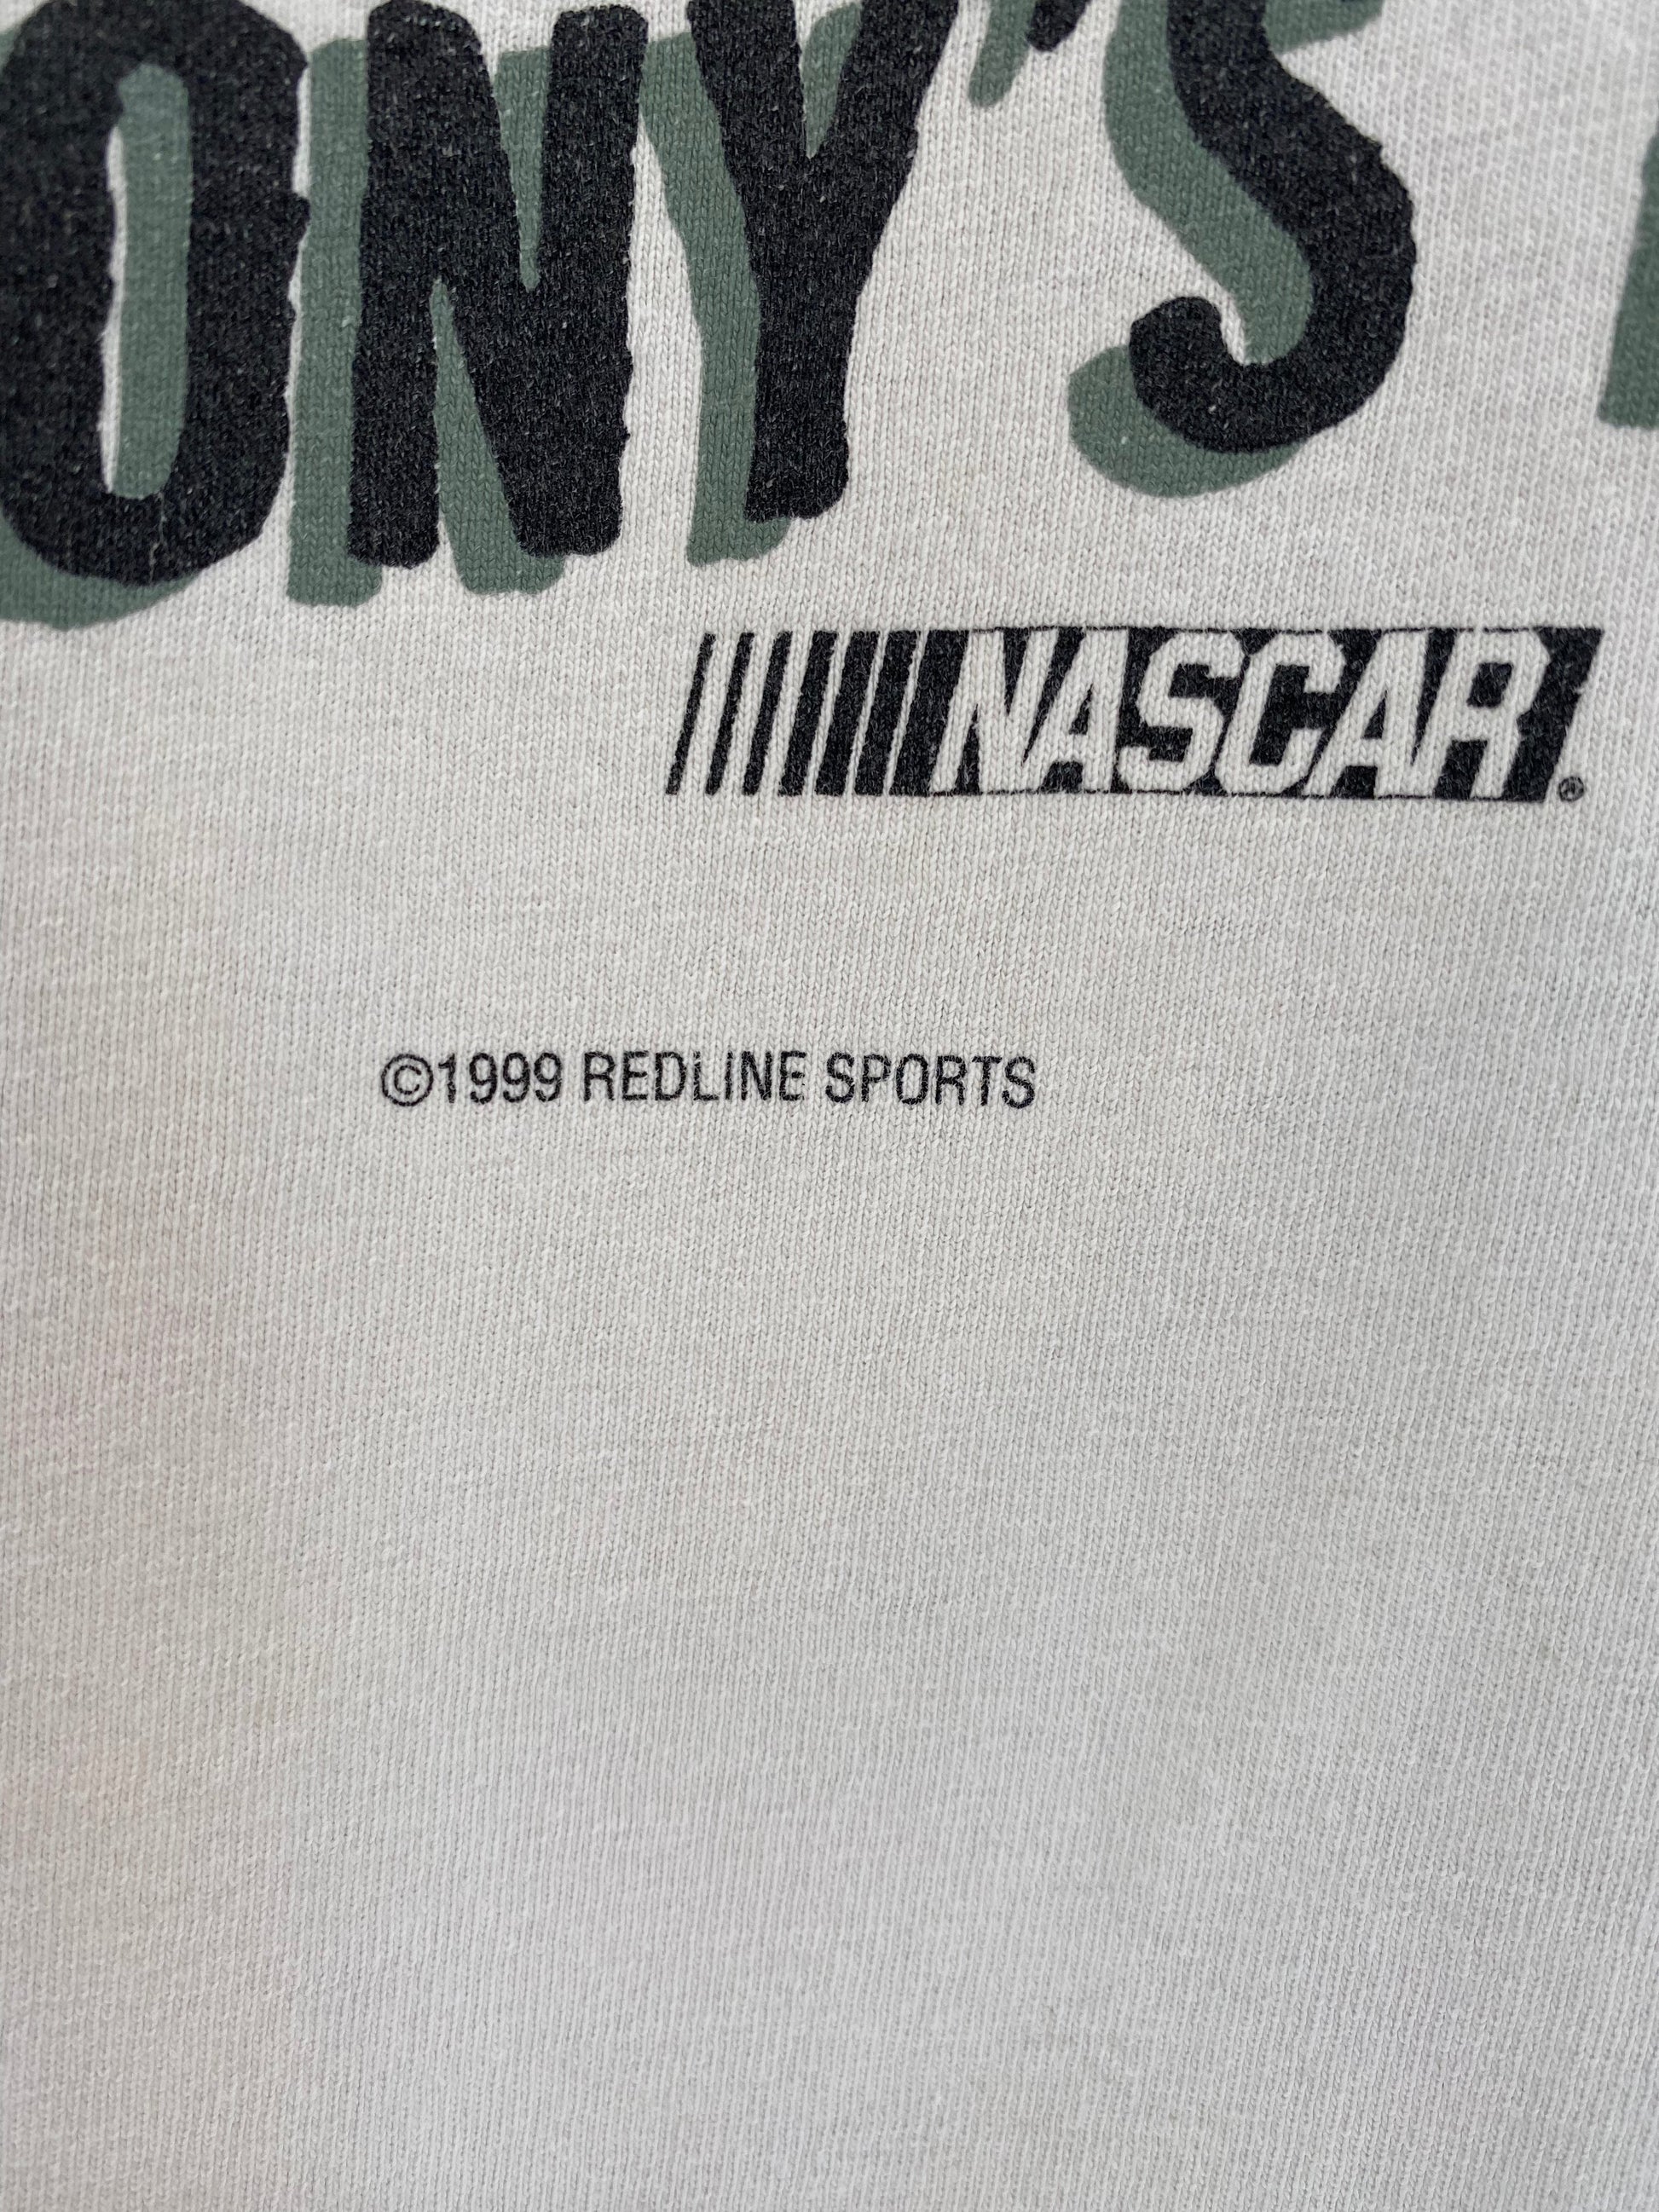 ONY'S
NASCAR®
©1999 REDLINE SPORTS